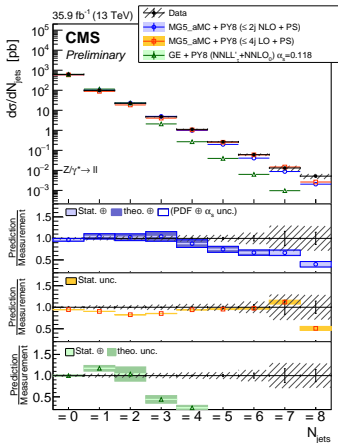 35.9 fb⁻¹ (13 TeV)
CMS
Preliminary
Data
MG5_aMC + PY8 (≤ 2j NLO + PS)
MG5_aMC + PY8 (≤ 4j LO + PS)
GE + PY8 (NNLL'τ+NNLO₀) αₛ=0.118
dσ/dN_jets [pb]
10³
10²
10
1
10⁻¹
10⁻²
10⁻³
Z/γ*→ ll
Stat. ⊕ theo. ⊕ (PDF ⊕ αₛ unc.)
Prediction
Measurement
1.5
1.0
0.5
Stat. unc.
Prediction
Measurement
1.5
1.0
0.5
Stat. ⊕ theo. unc.
Prediction
Measurement
1.5
1.0
0.5
= 0 = 1 = 2 = 3 = 4 = 5 = 6 = 7 = 8
N_jets